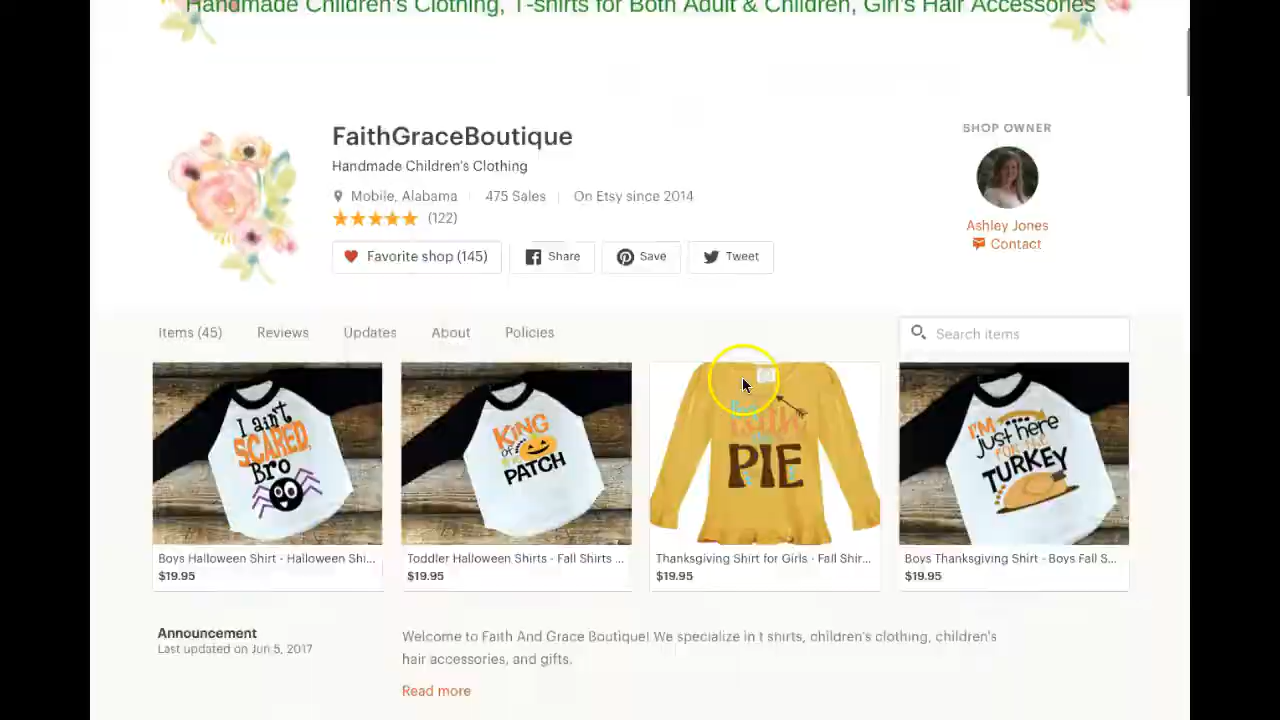 Handmade Children's Clothing, T-shirts for Both Adult & Children, Girl's Hair Accessories
FaithGraceBoutique
Handmade Children's Clothing
Mobile, Alabama
475 Sales
On Etsy since 2014
(122)
Favorite shop (145)
Share
Save
Tweet
SHOP OWNER
Ashley Jones
Contact
Items (45)
Reviews
Updates
About
Policies
Search items
I ain't
SCARED,
Bro
KING
of
PATCH
PIE
I'M
just here
FOR THE
TURKEY
Boys Halloween Shirt - Halloween Shi...
$19.95
Toddler Halloween Shirts - Fall Shirts ...
$19.95
Thanksgiving Shirt for Girls - Fall Shir...
$19.95
Boys Thanksgiving Shirt - Boys Fall S...
$19.95
Announcement
Last updated on Jun 5, 2017
Welcome to Faith And Grace Boutique! We specialize in t shirts, children's clothing, children's
hair accessories, and gifts.
Read more